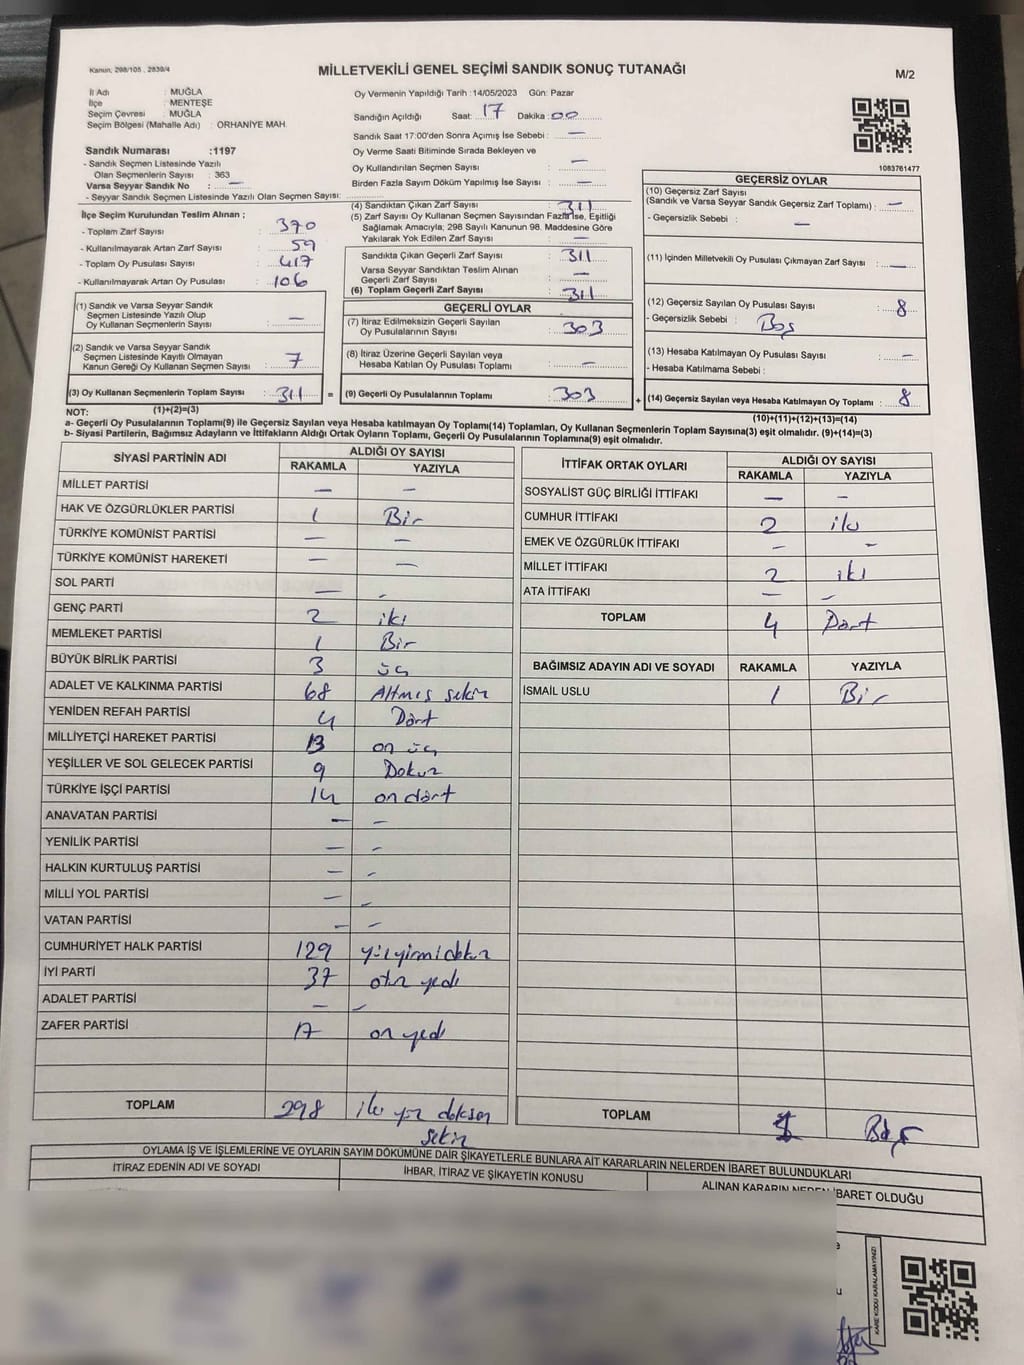 Kanun, 298/105 , 2839/4
MİLLETVEKİLİ GENEL SEÇİMİ SANDIK SONUÇ TUTANAĞI
M/2
İl Adı : MUĞLA
İlçe : MENTEŞE
Seçim Çevresi : MUĞLA
Seçim Bölgesi (Mahalle Adı) : ORHANİYE MAH.
Sandık Numarası :1197
- Sandık Seçmen Listesinde Yazılı
Olan Seçmenlerin Sayısı : 363
Varsa Seyyar Sandık No : —
- Seyyar Sandık Seçmen Listesinde Yazılı Olan Seçmen Sayısı:
Oy Vermenin Yapıldığı Tarih :14/05/2023 Gün: Pazar
Sandığın Açıldığı Saat: 17 Dakika: 00
Sandık Saat 17:00'den Sonra Açımış İse Sebebi : —
Oy Verme Saati Bitiminde Sırada Bekleyen ve
Oy Kullandırılan Seçmen Sayısı : —
Birden Fazla Sayım Döküm Yapılmış İse Sayısı : —
1083761477
İlçe Seçim Kurulundan Teslim Alınan ;
- Toplam Zarf Sayısı : 370
- Kullanılmayarak Artan Zarf Sayısı : 59
- Toplam Oy Pusulası Sayısı : 417
- Kullanılmayarak Artan Oy Pusulası : 106
(1) Sandık ve Varsa Seyyar Sandık
Seçmen Listesinde Yazılı Olup
Oy Kullanan Seçmenlerin Sayısı : —
(2) Sandık ve Varsa Seyyar Sandık
Seçmen Listesinde Kayıtlı Olmayan
Kanun Gereği Oy Kullanan Seçmen Sayısı : 7
(3) Oy Kullanan Seçmenlerin Toplam Sayısı : 311 =
(1)+(2)=(3)
(4) Sandıktan Çıkan Zarf Sayısı : 311
(5) Zarf Sayısı Oy Kullanan Seçmen Sayısından Fazla İse, Eşitliği
Sağlamak Amacıyla; 298 Sayılı Kanunun 98. Maddesine Göre
Yakılarak Yok Edilen Zarf Sayısı : —
Sandıkta Çıkan Geçerli Zarf Sayısı : 311
Varsa Seyyar Sandıktan Teslim Alınan
Geçerli Zarf Sayısı : —
(6) Toplam Geçerli Zarf Sayısı : 311
GEÇERLİ OYLAR
(7) İtiraz Edilmeksizin Geçerli Sayılan
Oy Pusulalarının Sayısı : 303
(8) İtiraz Üzerine Geçerli Sayılan veya
Hesaba Katılan Oy Pusulası Toplamı : —
(9) Geçerli Oy Pusulalarının Toplamı : 303 +
GEÇERSİZ OYLAR
(10) Geçersiz Zarf Sayısı
(Sandık ve Varsa Seyyar Sandık Geçersiz Zarf Toplamı) : —
- Geçersizlik Sebebi : —
(11) İçinden Milletvekili Oy Pusulası Çıkmayan Zarf Sayısı : —
(12) Geçersiz Sayılan Oy Pusulası Sayısı : 8
- Geçersizlik Sebebi : Boş
(13) Hesaba Katılmayan Oy Pusulası Sayısı : —
- Hesaba Katılmama Sebebi :
(14) Geçersiz Sayılan veya Hesaba Katılmayan Oy Toplamı : 8
(10)+(11)+(12)+(13)=(14)
NOT:
a- Geçerli Oy Pusulalarının Toplamı(9) ile Geçersiz Sayılan veya Hesaba katılmayan Oy Toplamı(14) Toplamları, Oy Kullanan Seçmenlerin Toplam Sayısına(3) eşit olmalıdır. (9)+(14)=(3)
b- Siyasi Partilerin, Bağımsız Adayların ve İttifakların Aldığı Ortak Oyların Toplamı, Geçerli Oy Pusulalarının Toplamına(9) eşit olmalıdır.
SİYASİ PARTİNİN ADI ALDIĞI OY SAYISI
RAKAMLA YAZIYLA
MİLLET PARTİSİ — —
HAK VE ÖZGÜRLÜKLER PARTİSİ 1 Bir
TÜRKİYE KOMÜNİST PARTİSİ — —
TÜRKİYE KOMÜNİST HAREKETİ — —
SOL PARTİ — -
GENÇ PARTİ 2 iki
MEMLEKET PARTİSİ 1 Bir
BÜYÜK BİRLİK PARTİSİ 3 üç
ADALET VE KALKINMA PARTİSİ 68 Altmış sekiz
YENİDEN REFAH PARTİSİ 4 Dört
MİLLİYETÇİ HAREKET PARTİSİ 13 on üç
YEŞİLLER VE SOL GELECEK PARTİSİ 9 Dokuz
TÜRKİYE İŞÇİ PARTİSİ 14 on dört
ANAVATAN PARTİSİ — —
YENİLİK PARTİSİ — -
HALKIN KURTULUŞ PARTİSİ — -
MİLLİ YOL PARTİSİ — -
VATAN PARTİSİ — -
CUMHURİYET HALK PARTİSİ 129 yüz yirmi dokuz
İYİ PARTİ 37 otuz yedi
ADALET PARTİSİ — -
ZAFER PARTİSİ 17 on yedi
TOPLAM 298 iki yüz doksan
sekiz
İTTİFAK ORTAK OYLARI ALDIĞI OY SAYISI
RAKAMLA YAZIYLA
SOSYALİST GÜÇ BİRLİĞİ İTTİFAKI — -
CUMHUR İTTİFAKI 2 iki
EMEK VE ÖZGÜRLÜK İTTİFAKI - -
MİLLET İTTİFAKI 2 iki
ATA İTTİFAKI — -
TOPLAM 4 Dört
BAĞIMSIZ ADAYIN ADI VE SOYADI RAKAMLA YAZIYLA
İSMAİL USLU 1 Bir
TOPLAM
OYLAMA İŞ VE İŞLEMLERİNE VE OYLARIN SAYIM DÖKÜMÜNE DAİR ŞİKAYETLERLE BUNLARA AİT KARARLARIN NELERDEN İBARET BULUNDUKLARI
İTİRAZ EDENİN ADI VE SOYADI İHBAR, İTİRAZ VE ŞİKAYETİN KONUSU ALINAN KARARIN NEDEN İBARET OLDUĞU
KARE KODU KARALAMAYINIZ!